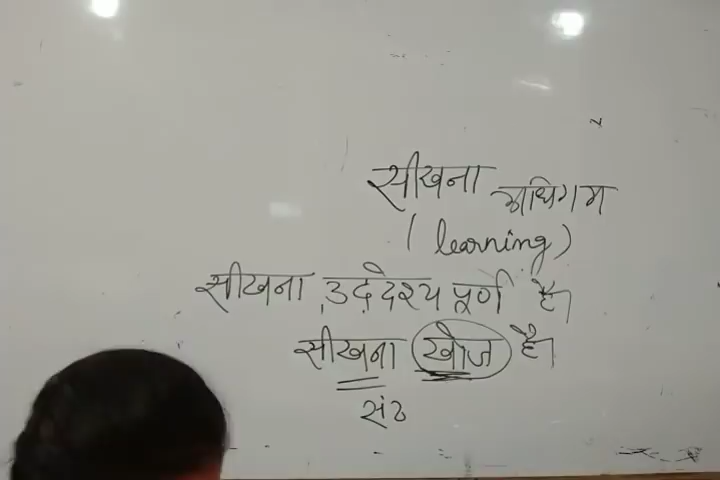 सीखना अधिगम
( learning )
सीखना उद्देश्य पूर्ण है।
सीखना खोज है।
संठ